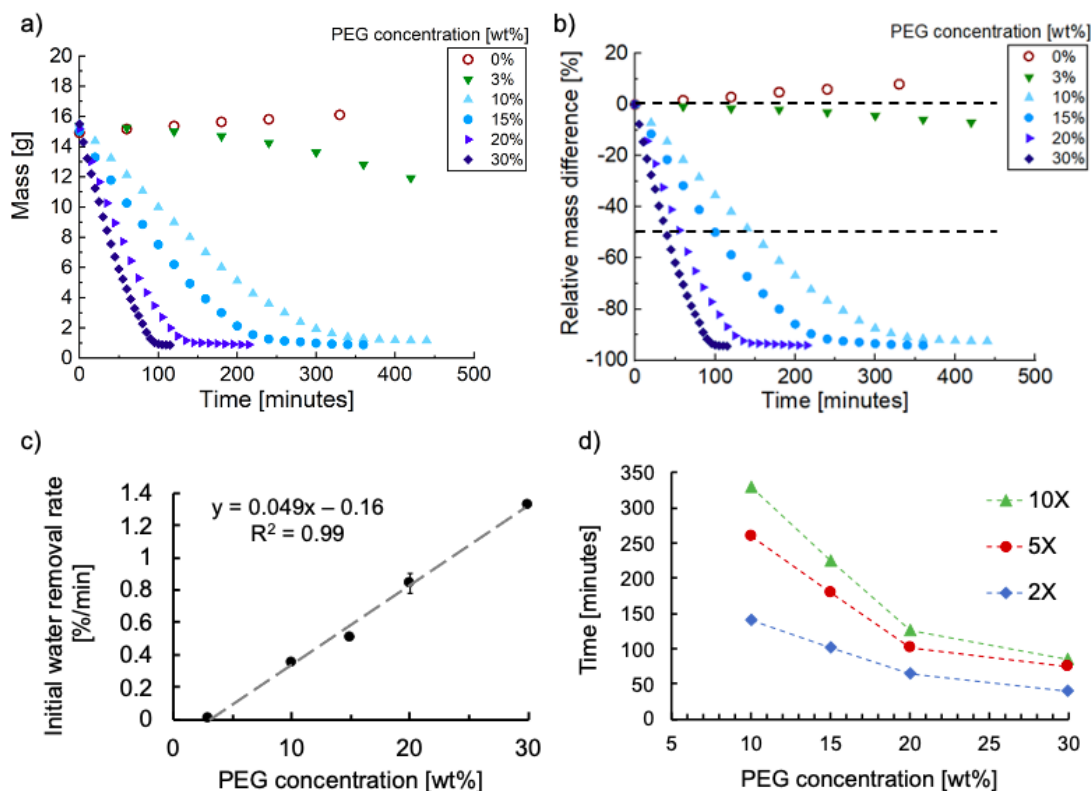 a)
PEG concentration [wt%]
0%
3%
10%
15%
20%
30%
20
18
16
14
12
10
8
6
4
2
0
Mass [g]
0 100 200 300 400 500
Time [minutes]
b)
PEG concentration [wt%]
0%
3%
10%
15%
20%
30%
40
20
0
-20
-40
-60
-80
-100
Relative mass difference [%]
0 100 200 300 400 500
Time [minutes]
c)
y = 0.049x – 0.16
R² = 0.99
1.4
1.2
1
0.8
0.6
0.4
0.2
0
Initial water removal rate
[%/min]
0 10 20 30
PEG concentration [wt%]
d)
10X
5X
2X
350
300
250
200
150
100
50
0
Time [minutes]
5 10 15 20 25 30
PEG concentration [wt%]